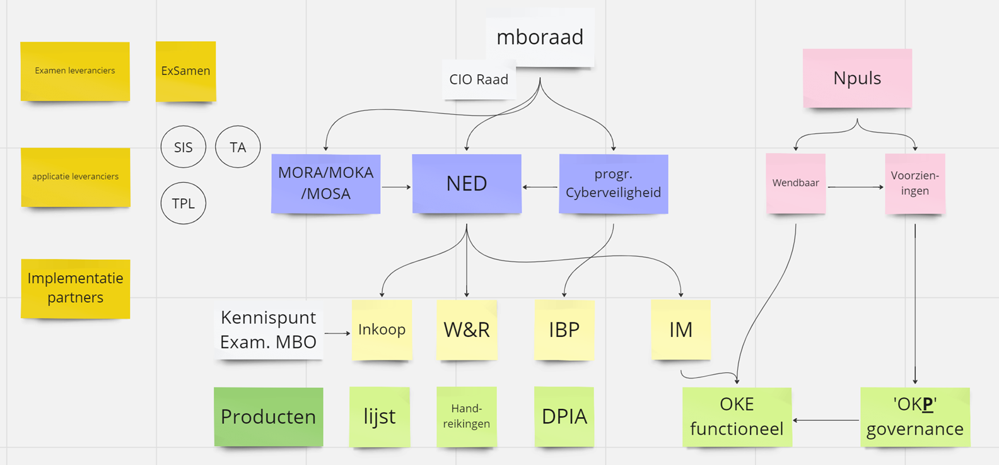 mboraad
CIO Raad
Examen leveranciers
ExSamen
Npuls
SIS
TA
TPL
applicatie leveranciers
MORA/MOKA
/MOSA
NED
progr.
Cyberveiligheid
Wendbaar
Voorzien-
ingen
Implementatie
partners
Kennispunt
Exam. MBO
Inkoop
W&R
IBP
IM
Producten
lijst
Hand-
reikingen
DPIA
OKE
functioneel
'OKP'
governance